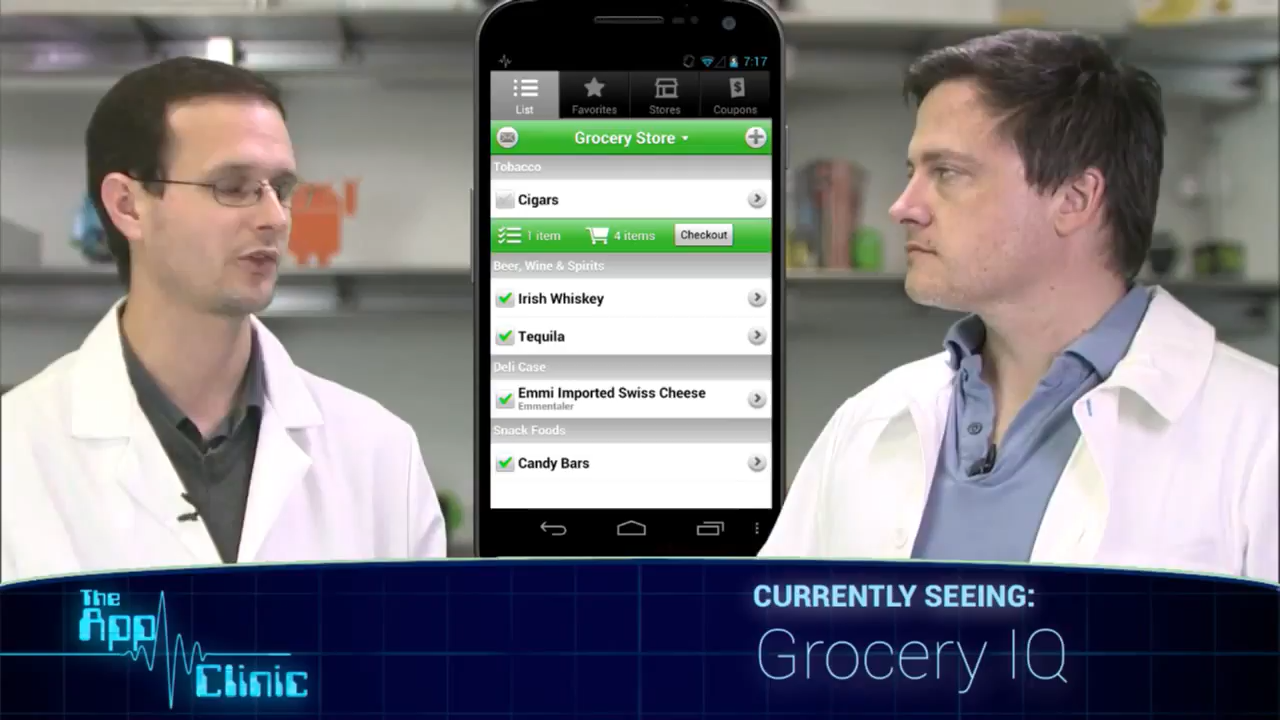 7:17
List
Favorites
Stores
Coupons
Grocery Store
Tobacco
Cigars
1 item
4 items
Checkout
Beer, Wine & Spirits
Irish Whiskey
Tequila
Deli Case
Emmi Imported Swiss Cheese
Emmentaler
Snack Foods
Candy Bars
The
App
Clinic
CURRENTLY SEEING:
Grocery IQ